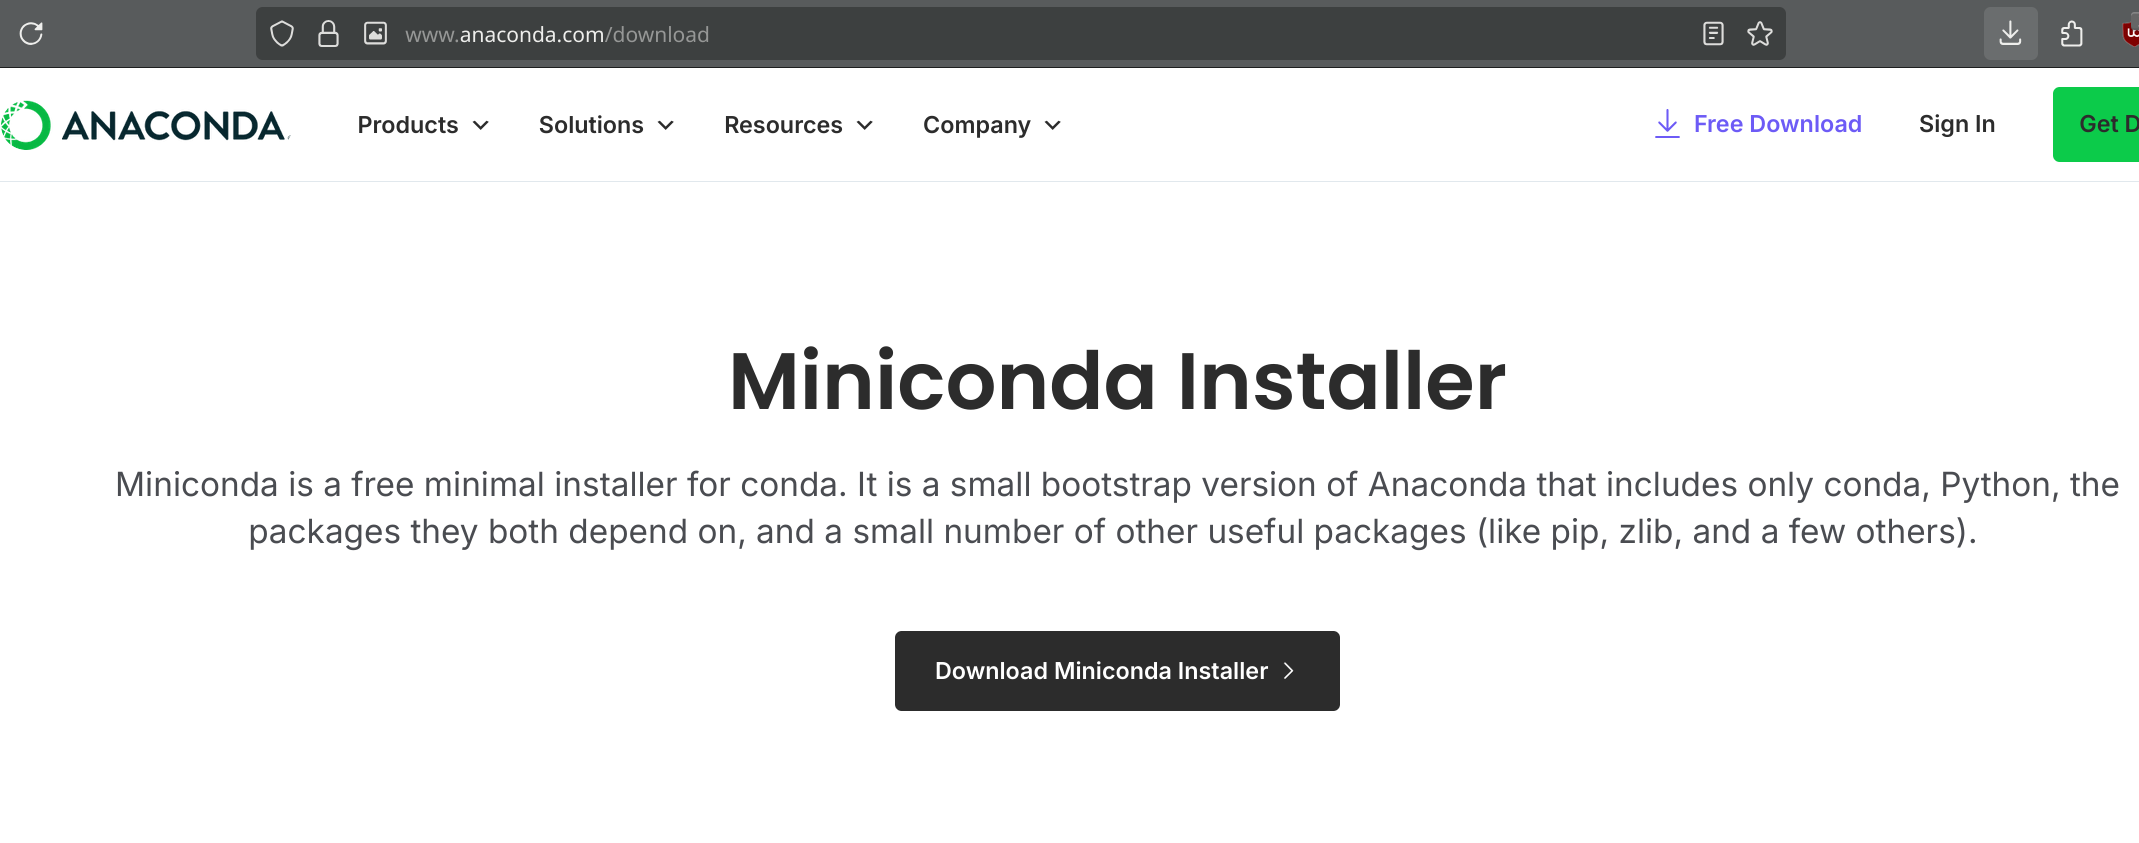 www.anaconda.com/download
ANACONDA.
Products
Solutions
Resources
Company
Free Download
Sign In
Get D
Miniconda Installer
Miniconda is a free minimal installer for conda. It is a small bootstrap version of Anaconda that includes only conda, Python, the
packages they both depend on, and a small number of other useful packages (like pip, zlib, and a few others).
Download Miniconda Installer